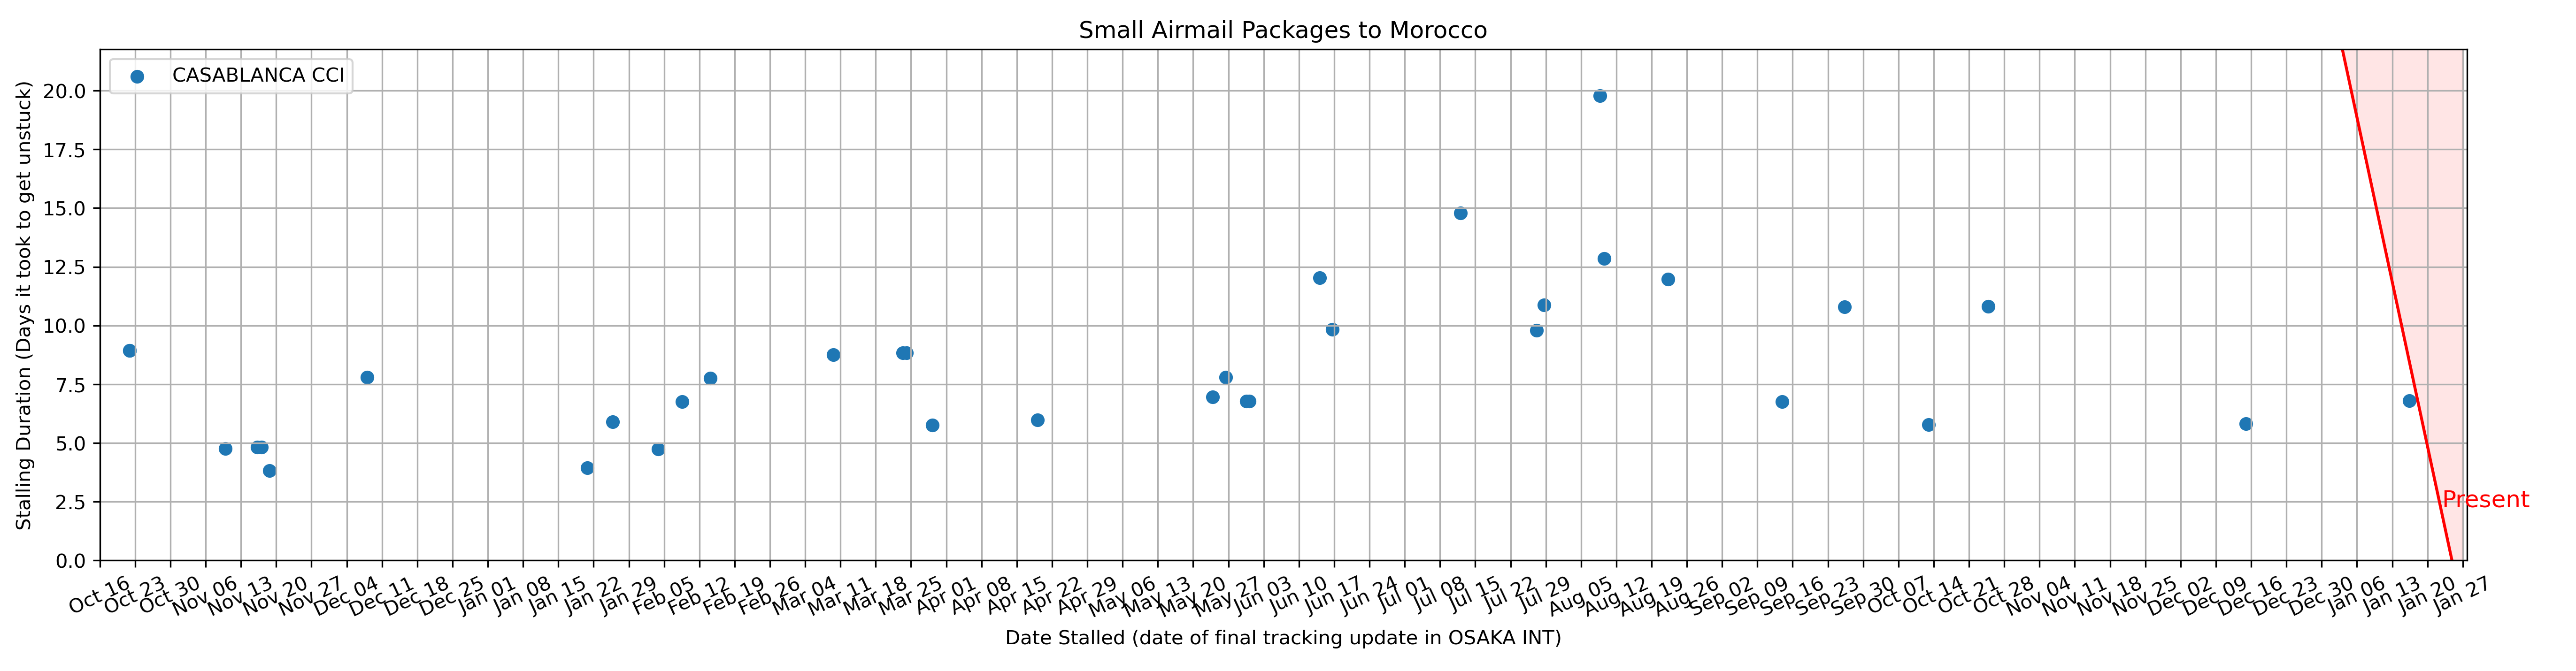 Small Airmail Packages to Morocco
CASABLANCA CCI
Stalling Duration (Days it took to get unstuck)
20.0
17.5
15.0
12.5
10.0
7.5
5.0
2.5
0.0
Present
Oct 16
Oct 23
Oct 30
Nov 06
Nov 13
Nov 20
Nov 27
Dec 04
Dec 11
Dec 18
Dec 25
Jan 01
Jan 08
Jan 15
Jan 22
Jan 29
Feb 05
Feb 12
Feb 19
Feb 26
Mar 04
Mar 11
Mar 18
Mar 25
Apr 01
Apr 08
Apr 15
Apr 22
Apr 29
May 06
May 13
May 20
May 27
Jun 03
Jun 10
Jun 17
Jun 24
Jul 01
Jul 08
Jul 15
Jul 22
Jul 29
Aug 05
Aug 12
Aug 19
Aug 26
Sep 02
Sep 09
Sep 16
Sep 23
Sep 30
Oct 07
Oct 14
Oct 21
Oct 28
Nov 04
Nov 11
Nov 18
Nov 25
Dec 02
Dec 09
Dec 16
Dec 23
Dec 30
Jan 06
Jan 13
Jan 20
Jan 27
Date Stalled (date of final tracking update in OSAKA INT)